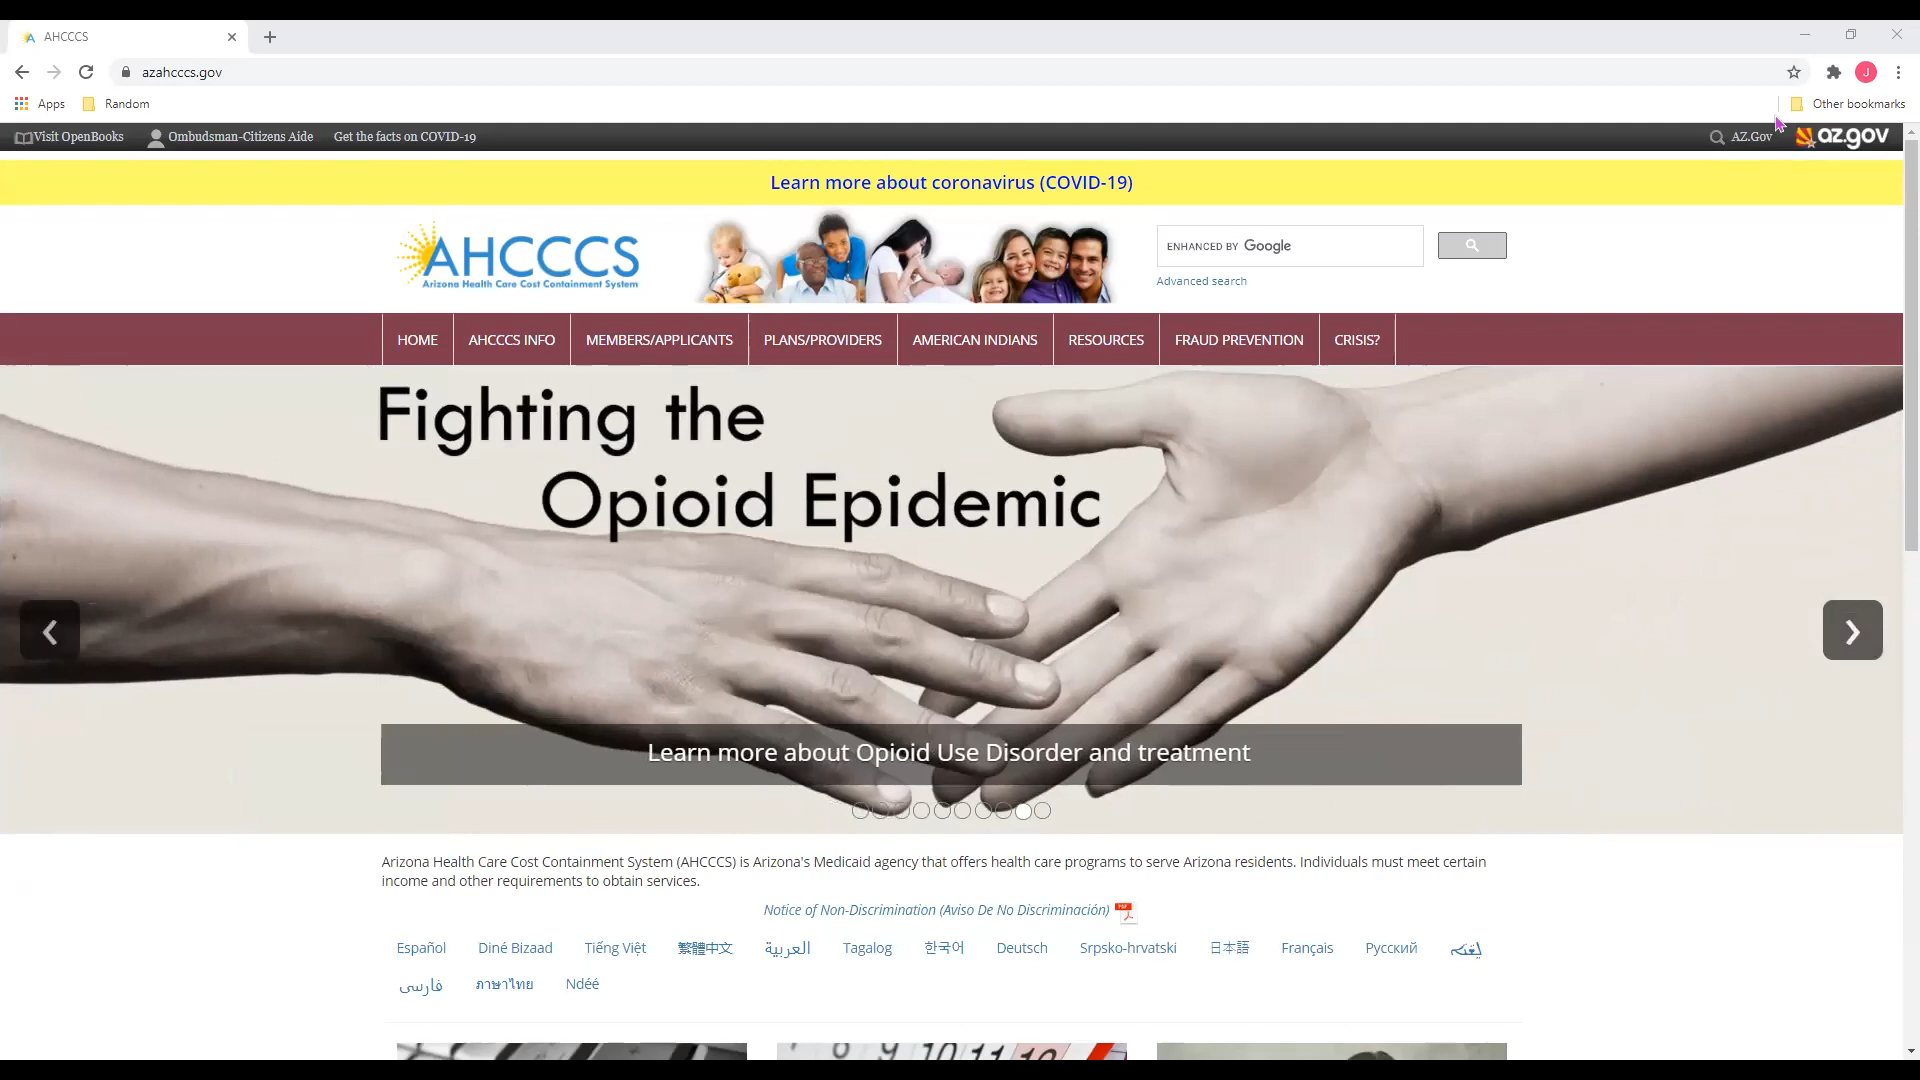 AHCCCS
azahcccs.gov
J
Apps
Random
Other bookmarks
Visit OpenBooks
Ombudsman-Citizens Aide
Get the facts on COVID-19
AZ.Gov
az.gov
Learn more about coronavirus (COVID-19)
AHCCCS
Arizona Health Care Cost Containment System
ENHANCED BY Google
Advanced search
HOME
AHCCCS INFO
MEMBERS/APPLICANTS
PLANS/PROVIDERS
AMERICAN INDIANS
RESOURCES
FRAUD PREVENTION
CRISIS?
Fighting the
Opioid Epidemic
Learn more about Opioid Use Disorder and treatment
Arizona Health Care Cost Containment System (AHCCCS) is Arizona's Medicaid agency that offers health care programs to serve Arizona residents. Individuals must meet certain
income and other requirements to obtain services.
Notice of Non-Discrimination (Aviso De No Discriminación)
Español Diné Bizaad Tiếng Việt 繁體中文 العربية Tagalog 한국어 Deutsch Srpsko-hrvatski 日本語 Français Русский
فارسی ภาษาไทย Ndéé